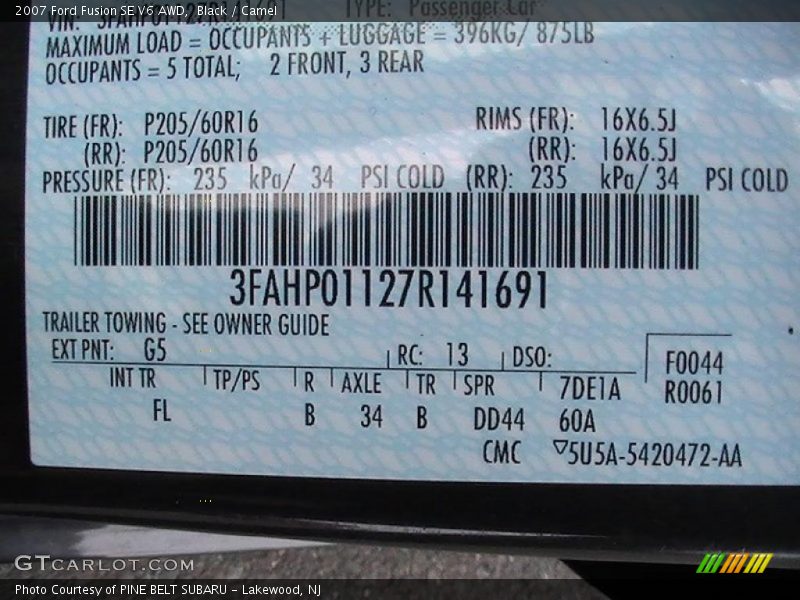 2007 Ford Fusion SE V6 AWD, Black / Camel
VIN: 3FAHP01127R141691 TYPE: Passenger Car
MAXIMUM LOAD = OCCUPANTS + LUGGAGE = 396KG/ 875LB
OCCUPANTS = 5 TOTAL; 2 FRONT, 3 REAR
TIRE (FR): P205/60R16 RIMS (FR): 16X6.5J
(RR): P205/60R16 (RR): 16X6.5J
PRESSURE (FR): 235 kPa/ 34 PSI COLD (RR): 235 kPa/ 34 PSI COLD
3FAHP01127R141691
TRAILER TOWING - SEE OWNER GUIDE
EXT PNT: G5 RC: 13 DSO: F0044
INT TR TP/PS R AXLE TR SPR 7DE1A R0061
FL B 34 B DD44 60A
CMC ▽5U5A-5420472-AA
GTCARLOT.COM
Photo Courtesy of PINE BELT SUBARU - Lakewood, NJ